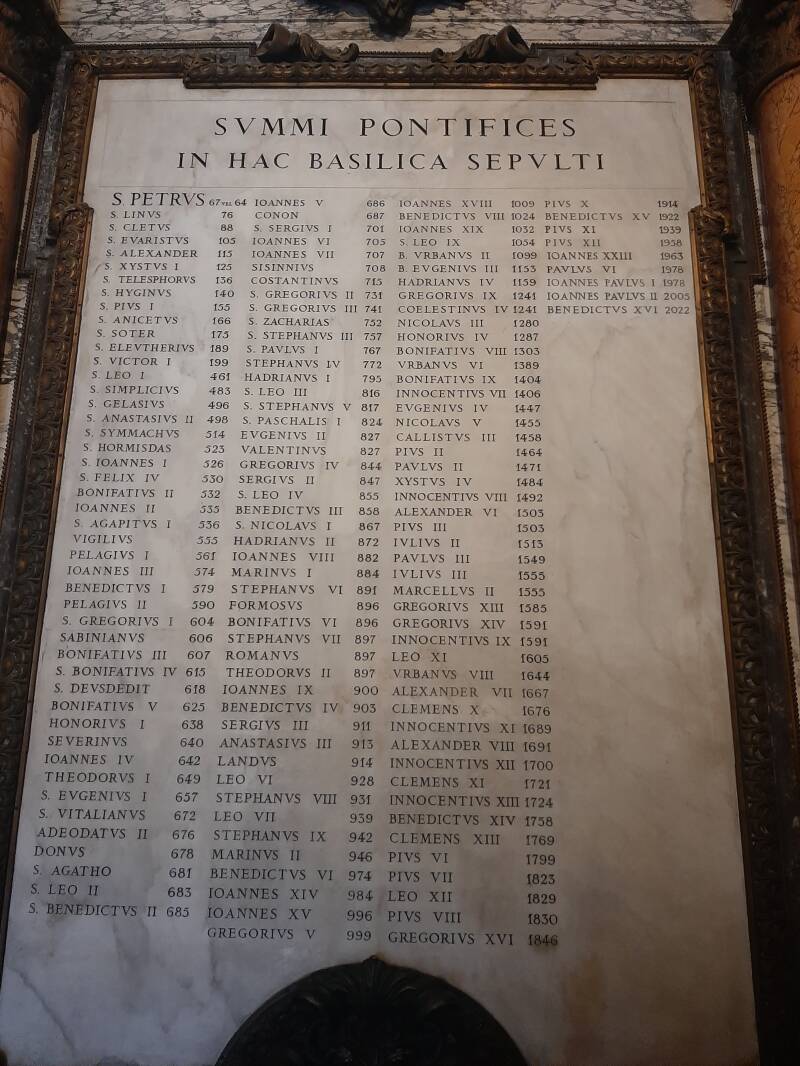 SVMMI PONTIFICES
IN HAC BASILICA SEPVLTI
S. PETRVS 67 vel 64
S. LINVS 76
S. CLETVS 88
S. EVARISTVS 105
S. ALEXANDER 115
S. XYSTVS I 125
S. TELESPHORVS 136
S. HYGINVS 140
S. PIVS I 155
S. ANICETVS 166
S. SOTER 175
S. ELEVTHERIVS 189
S. VICTOR I 199
S. LEO I 461
S. SIMPLICIVS 483
S. GELASIVS 496
S. ANASTASIVS II 498
S. SYMMACHVS 514
S. HORMISDAS 523
S. IOANNES I 526
S. FELIX IV 530
BONIFATIVS II 532
IOANNES II 535
S. AGAPITVS I 536
VIGILIVS 555
PELAGIVS I 561
IOANNES III 574
BENEDICTVS I 579
PELAGIVS II 590
S. GREGORIVS I 604
SABINIANVS 606
BONIFATIVS III 607
S. BONIFATIVS IV 615
S. DEVSDEDIT 618
BONIFATIVS V 625
HONORIVS I 638
SEVERINVS 640
IOANNES IV 642
THEODORVS I 649
S. EVGENIVS I 657
S. VITALIANVS 672
ADEODATVS II 676
DONVS 678
S. AGATHO 681
S. LEO II 683
S. BENEDICTVS II 685
IOANNES V 686
CONON 687
S. SERGIVS I 701
IOANNES VI 705
IOANNES VII 707
SISINNIVS 708
COSTANTINVS 715
S. GREGORIVS II 731
S. GREGORIVS III 741
S. ZACHARIAS 752
S. STEPHANVS III 757
S. PAVLVS I 767
STEPHANVS IV 772
HADRIANVS I 795
S. LEO III 816
S. STEPHANVS V 817
S. PASCHALIS I 824
EVGENIVS II 827
VALENTINVS 827
GREGORIVS IV 844
SERGIVS II 847
S. LEO IV 855
BENEDICTVS III 858
S. NICOLAVS I 867
HADRIANVS II 872
IOANNES VIII 882
MARINVS I 884
STEPHANVS VI 891
FORMOSVS 896
BONIFATIVS VI 896
STEPHANVS VII 897
ROMANVS 897
THEODORVS II 897
IOANNES IX 900
BENEDICTVS IV 903
SERGIVS III 911
ANASTASIVS III 913
LANDVS 914
LEO VI 928
STEPHANVS VIII 931
LEO VII 939
STEPHANVS IX 942
MARINVS II 946
BENEDICTVS VI 974
IOANNES XIV 984
IOANNES XV 996
GREGORIVS V 999
IOANNES XVIII 1009
BENEDICTVS VIII 1024
IOANNES XIX 1032
S. LEO IX 1054
B. VRBANVS II 1099
B. EVGENIVS III 1153
HADRIANVS IV 1159
GREGORIVS IX 1241
COELESTINVS IV 1241
NICOLAVS III 1280
HONORIVS IV 1287
BONIFATIVS VIII 1303
VRBANVS VI 1389
BONIFATIVS IX 1404
INNOCENTIVS VII 1406
EVGENIVS IV 1447
NICOLAVS V 1455
CALLISTVS III 1458
PIVS II 1464
PAVLVS II 1471
XYSTVS IV 1484
INNOCENTIVS VIII 1492
ALEXANDER VI 1503
PIVS III 1503
IVLIVS II 1513
PAVLVS III 1549
IVLIVS III 1555
MARCELLVS II 1555
GREGORIVS XIII 1585
GREGORIVS XIV 1591
INNOCENTIVS IX 1591
LEO XI 1605
VRBANVS VIII 1644
ALEXANDER VII 1667
CLEMENS X 1676
INNOCENTIVS XI 1689
ALEXANDER VIII 1691
INNOCENTIVS XII 1700
CLEMENS XI 1721
INNOCENTIVS XIII 1724
BENEDICTVS XIV 1758
CLEMENS XIII 1769
PIVS VI 1799
PIVS VII 1823
LEO XII 1829
PIVS VIII 1830
GREGORIVS XVI 1846
PIVS X 1914
BENEDICTVS XV 1922
PIVS XI 1939
PIVS XII 1958
IOANNES XXIII 1963
PAVLVS VI 1978
IOANNES PAVLVS I 1978
IOANNES PAVLVS II 2005
BENEDICTVS XVI 2022